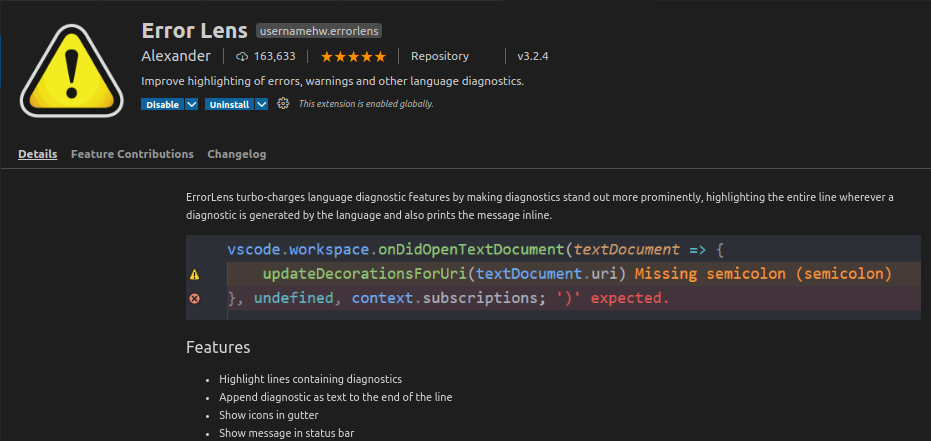 Error Lens usernamehw.errorlens
Alexander 163,633 Repository v3.2.4
Improve highlighting of errors, warnings and other language diagnostics.
Disable Uninstall This extension is enabled globally.
Details Feature Contributions Changelog
ErrorLens turbo-charges language diagnostic features by making diagnostics stand out more prominently, highlighting the entire line wherever a
diagnostic is generated by the language and also prints the message inline.
vscode.workspace.onDidOpenTextDocument(textDocument => {
updateDecorationsForUri(textDocument.uri) Missing semicolon (semicolon)
}, undefined, context.subscriptions; ')' expected.
Features
• Highlight lines containing diagnostics
• Append diagnostic as text to the end of the line
• Show icons in gutter
• Show message in status bar